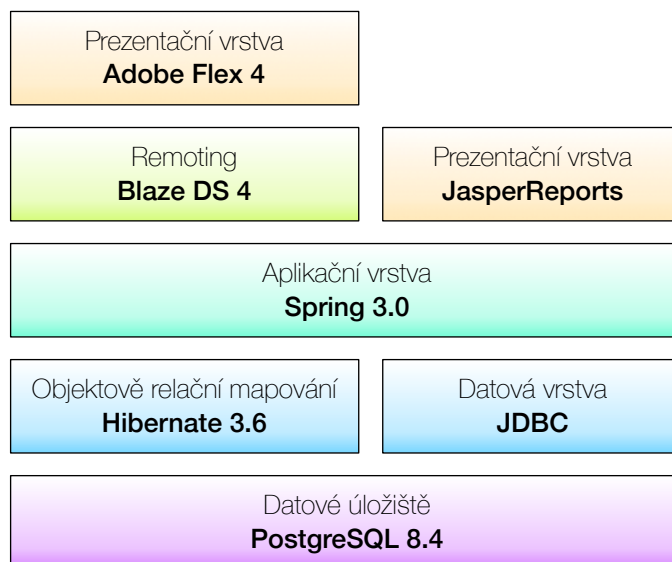 Prezentační vrstva
Adobe Flex 4
Remoting
Blaze DS 4
Prezentační vrstva
JasperReports
Aplikační vrstva
Spring 3.0
Objektově relační mapování
Hibernate 3.6
Datová vrstva
JDBC
Datové úložiště
PostgreSQL 8.4